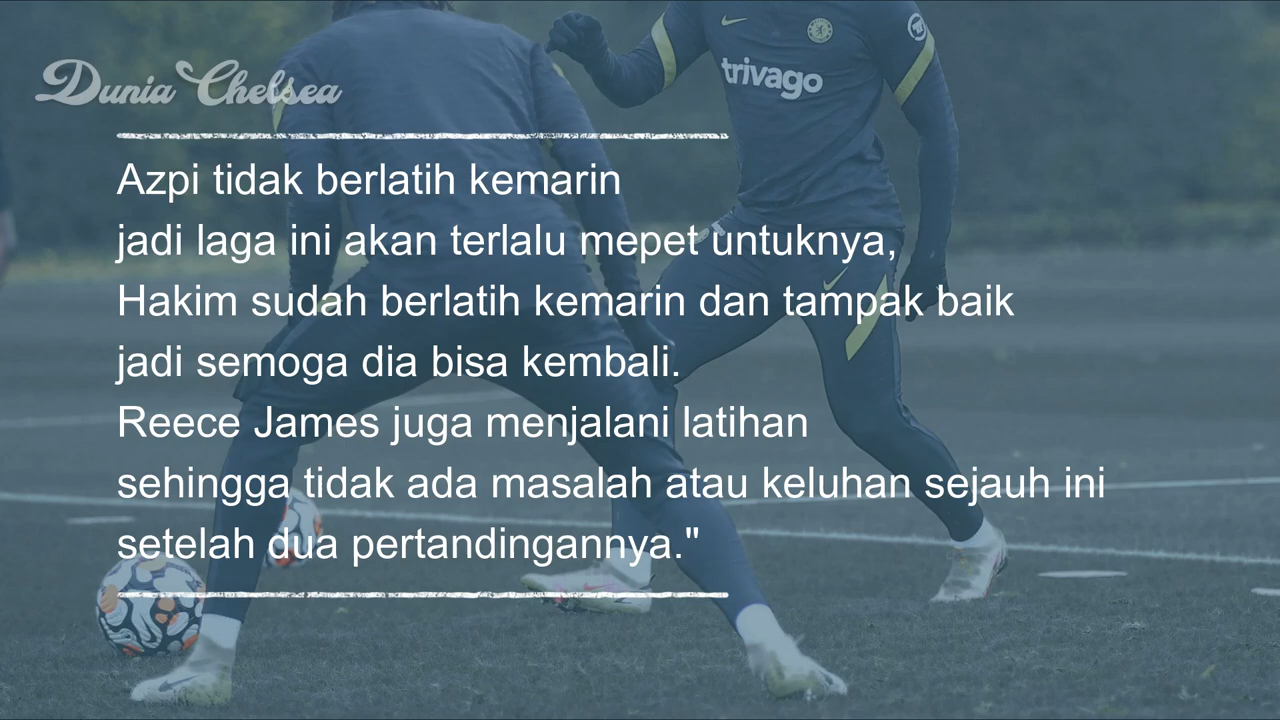 Dunia Chelsea
trivago
Azpi tidak berlatih kemarin
jadi laga ini akan terlalu mepet untuknya,
Hakim sudah berlatih kemarin dan tampak baik
jadi semoga dia bisa kembali.
Reece James juga menjalani latihan
sehingga tidak ada masalah atau keluhan sejauh ini
setelah dua pertandingannya."